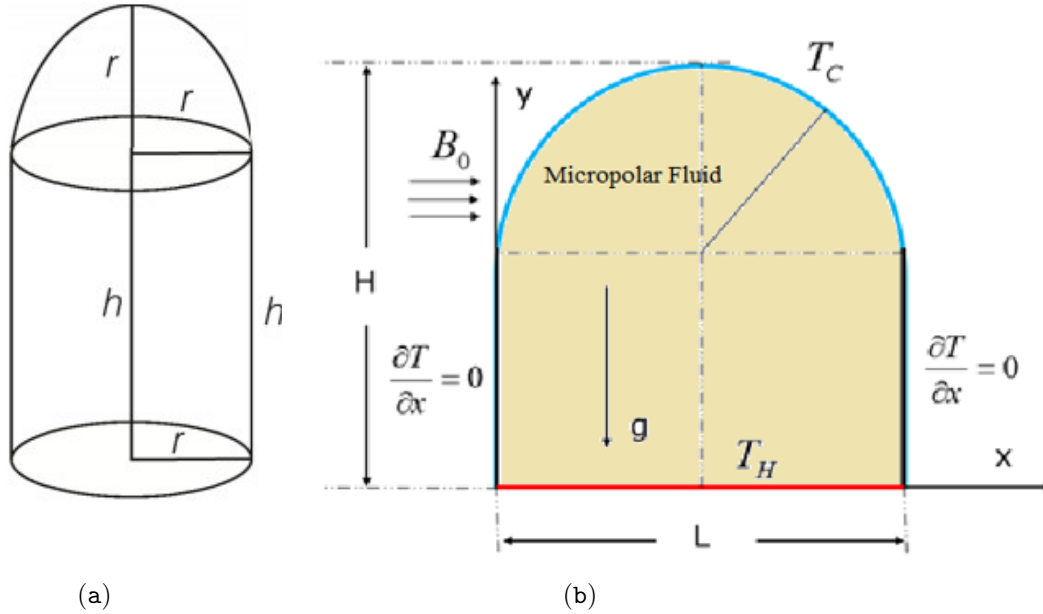 r
r
h
h
r
(a)
T_C
y
B_0
Micropolar Fluid
H
∂T/∂x = 0
∂T/∂x = 0
g
T_H
x
L
(b)